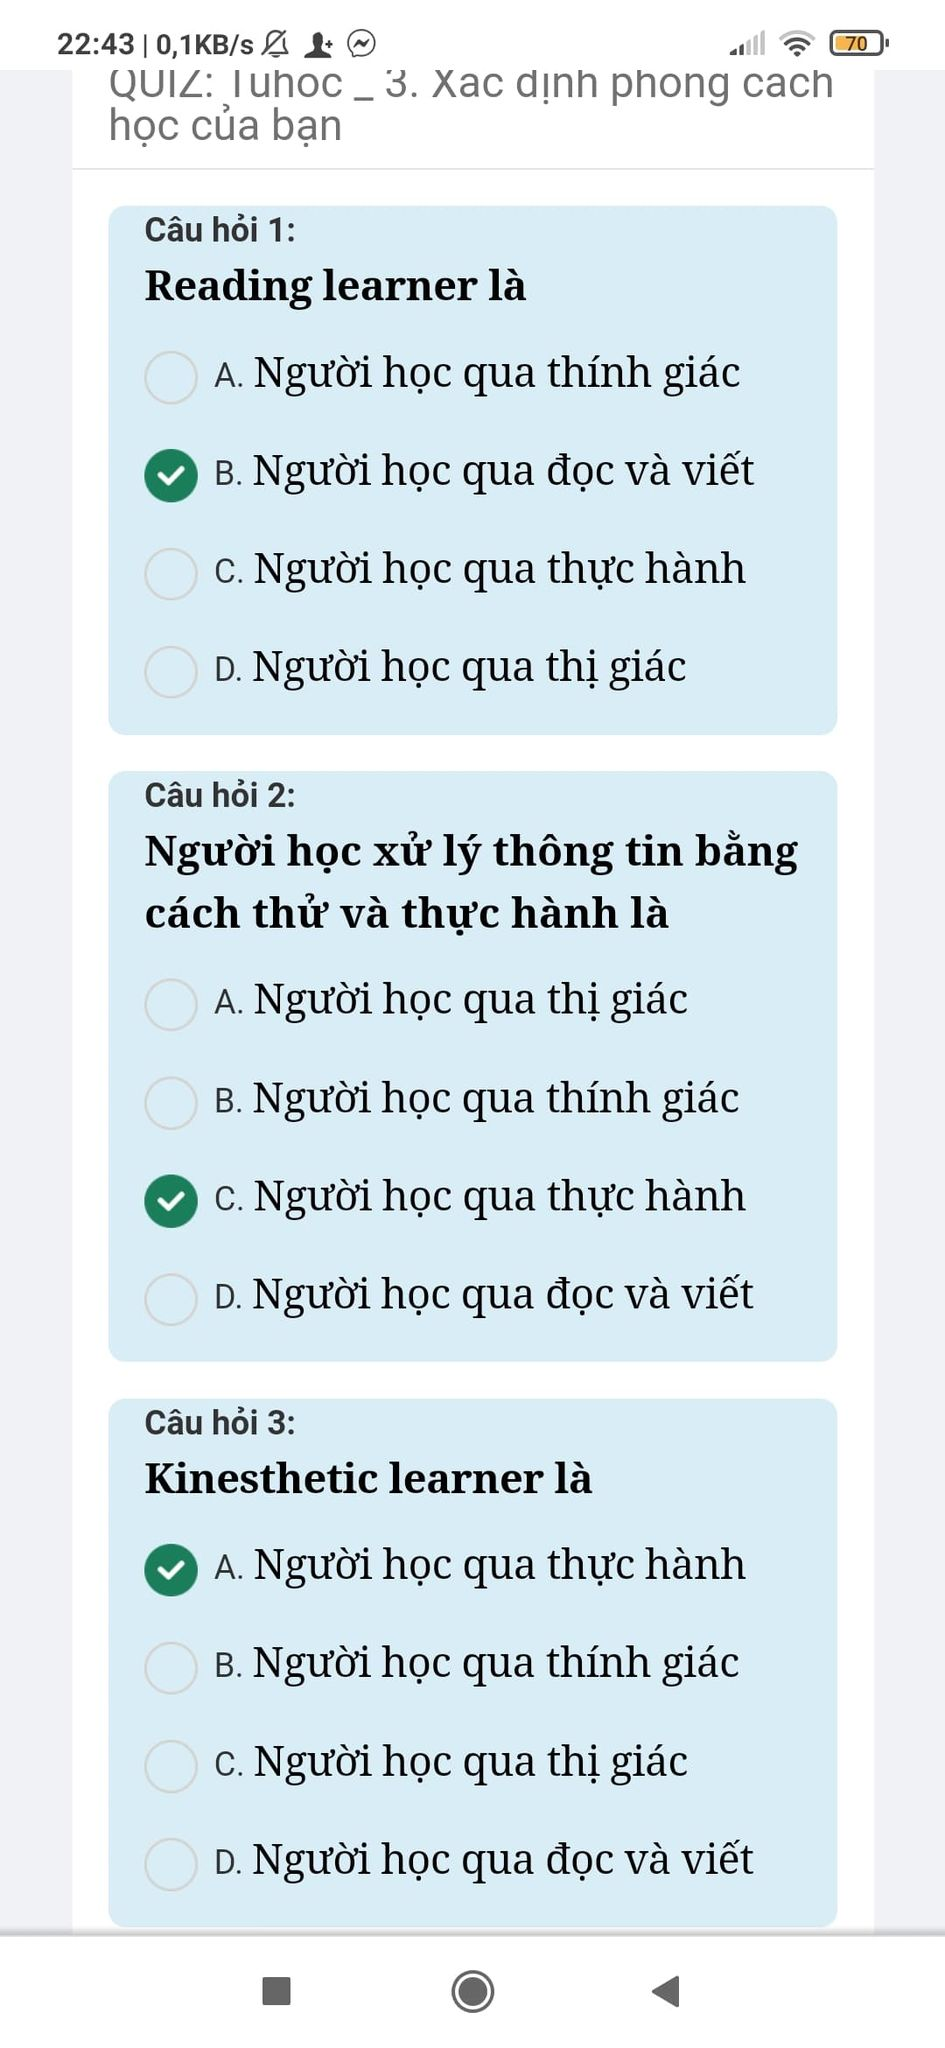 22:43 | 0,1KB/s
70
QUIZ: Tuhoc _ 3. Xac dịnh phong cach
học của bạn
Câu hỏi 1:
Reading learner là
A. Người học qua thính giác
B. Người học qua đọc và viết
C. Người học qua thực hành
D. Người học qua thị giác
Câu hỏi 2:
Người học xử lý thông tin bằng
cách thử và thực hành là
A. Người học qua thị giác
B. Người học qua thính giác
C. Người học qua thực hành
D. Người học qua đọc và viết
Câu hỏi 3:
Kinesthetic learner là
A. Người học qua thực hành
B. Người học qua thính giác
C. Người học qua thị giác
D. Người học qua đọc và viết